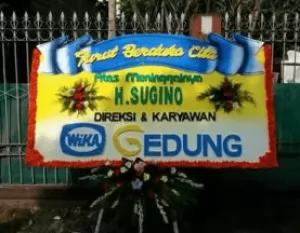 Turut Berduka Cita
Atas Meninggalnya
H.SUGINO
DIREKSI & KARYAWAN
WIKA GEDUNG